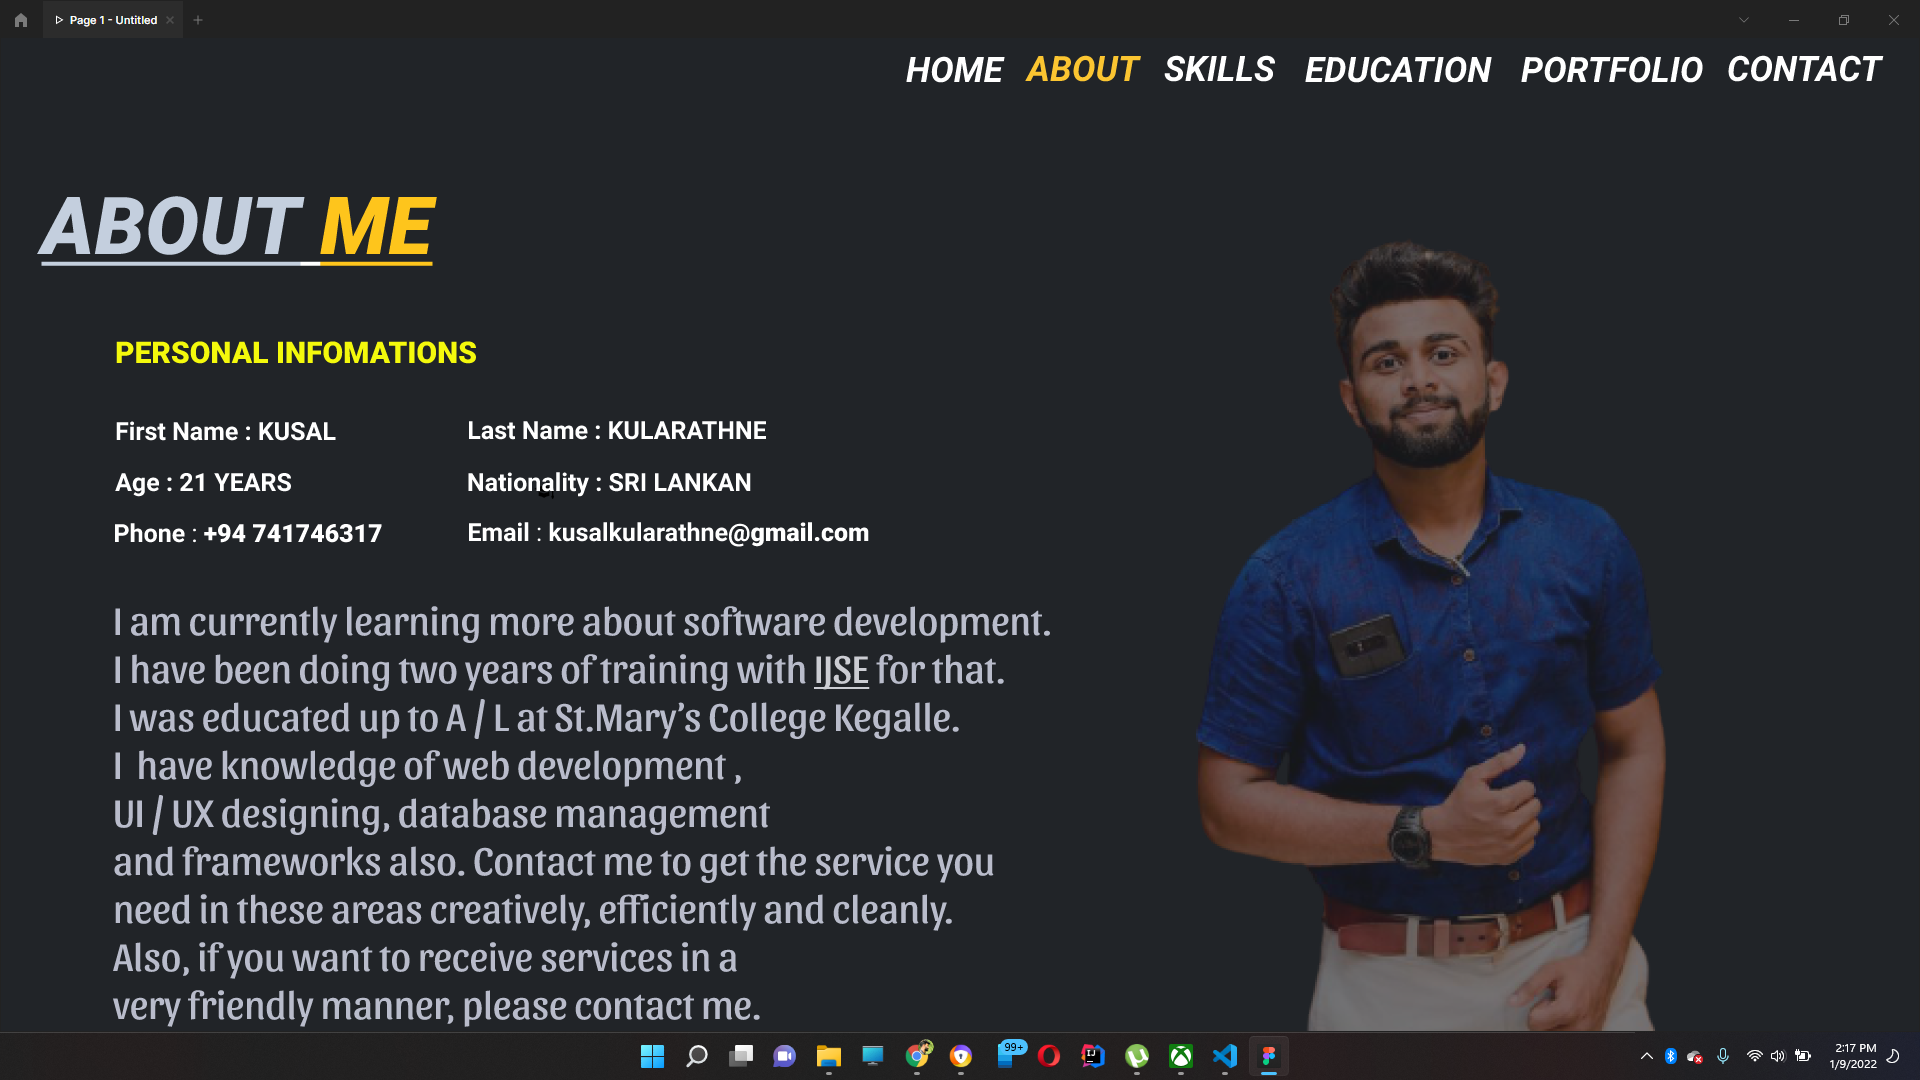 Page 1 - Untitled
HOME ABOUT SKILLS EDUCATION PORTFOLIO CONTACT
ABOUT ME
PERSONAL INFOMATIONS
First Name : KUSAL Last Name : KULARATHNE
Age : 21 YEARS Nationality : SRI LANKAN
Phone : +94 741746317 Email : kusalkularathne@gmail.com
I am currently learning more about software development.
I have been doing two years of training with IJSE for that.
I was educated up to A / L at St.Mary’s College Kegalle.
I  have knowledge of web development ,
UI / UX designing, database management
and frameworks also. Contact me to get the service you
need in these areas creatively, efficiently and cleanly.
Also, if you want to receive services in a
very friendly manner, please contact me.
99+
IJ
2:17 PM
1/9/2022